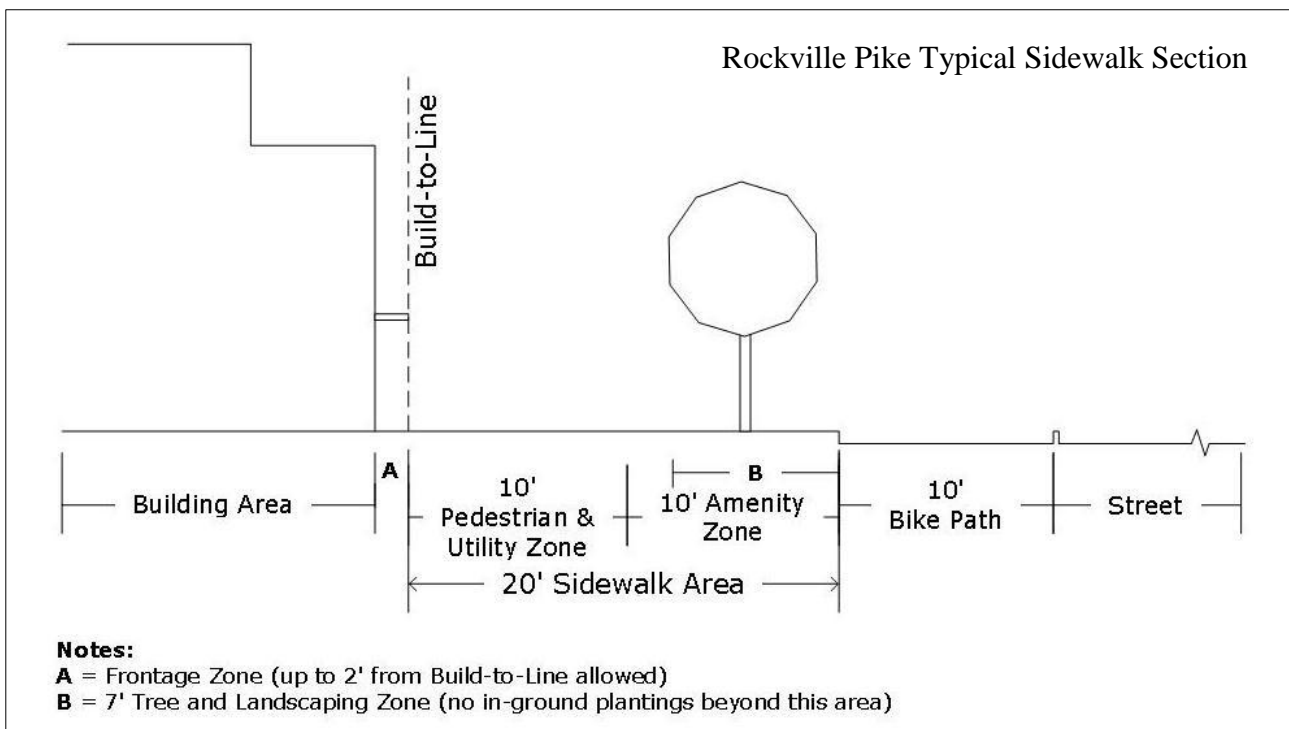 Rockville Pike Typical Sidewalk Section
Build-to-Line
A
B
Building Area
10'
Pedestrian &
Utility Zone
10' Amenity
Zone
10'
Bike Path
Street
20' Sidewalk Area
Notes:
A = Frontage Zone (up to 2' from Build-to-Line allowed)
B = 7' Tree and Landscaping Zone (no in-ground plantings beyond this area)